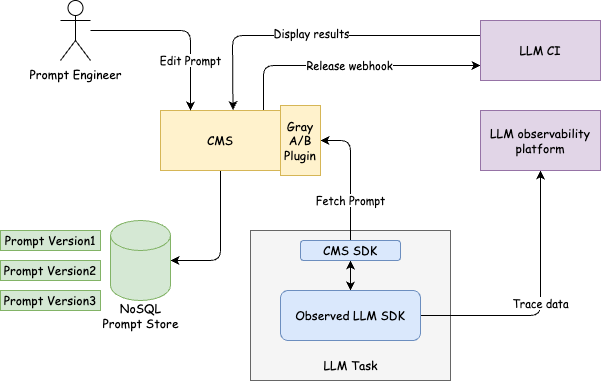 Display results
LLM CI
Edit Prompt
Release webhook
Prompt Engineer
CMS
Gray
A/B
Plugin
LLM observability
platform
Fetch Prompt
Prompt Version1
Prompt Version2
Prompt Version3
NoSQL
Prompt Store
CMS SDK
Observed LLM SDK
Trace data
LLM Task